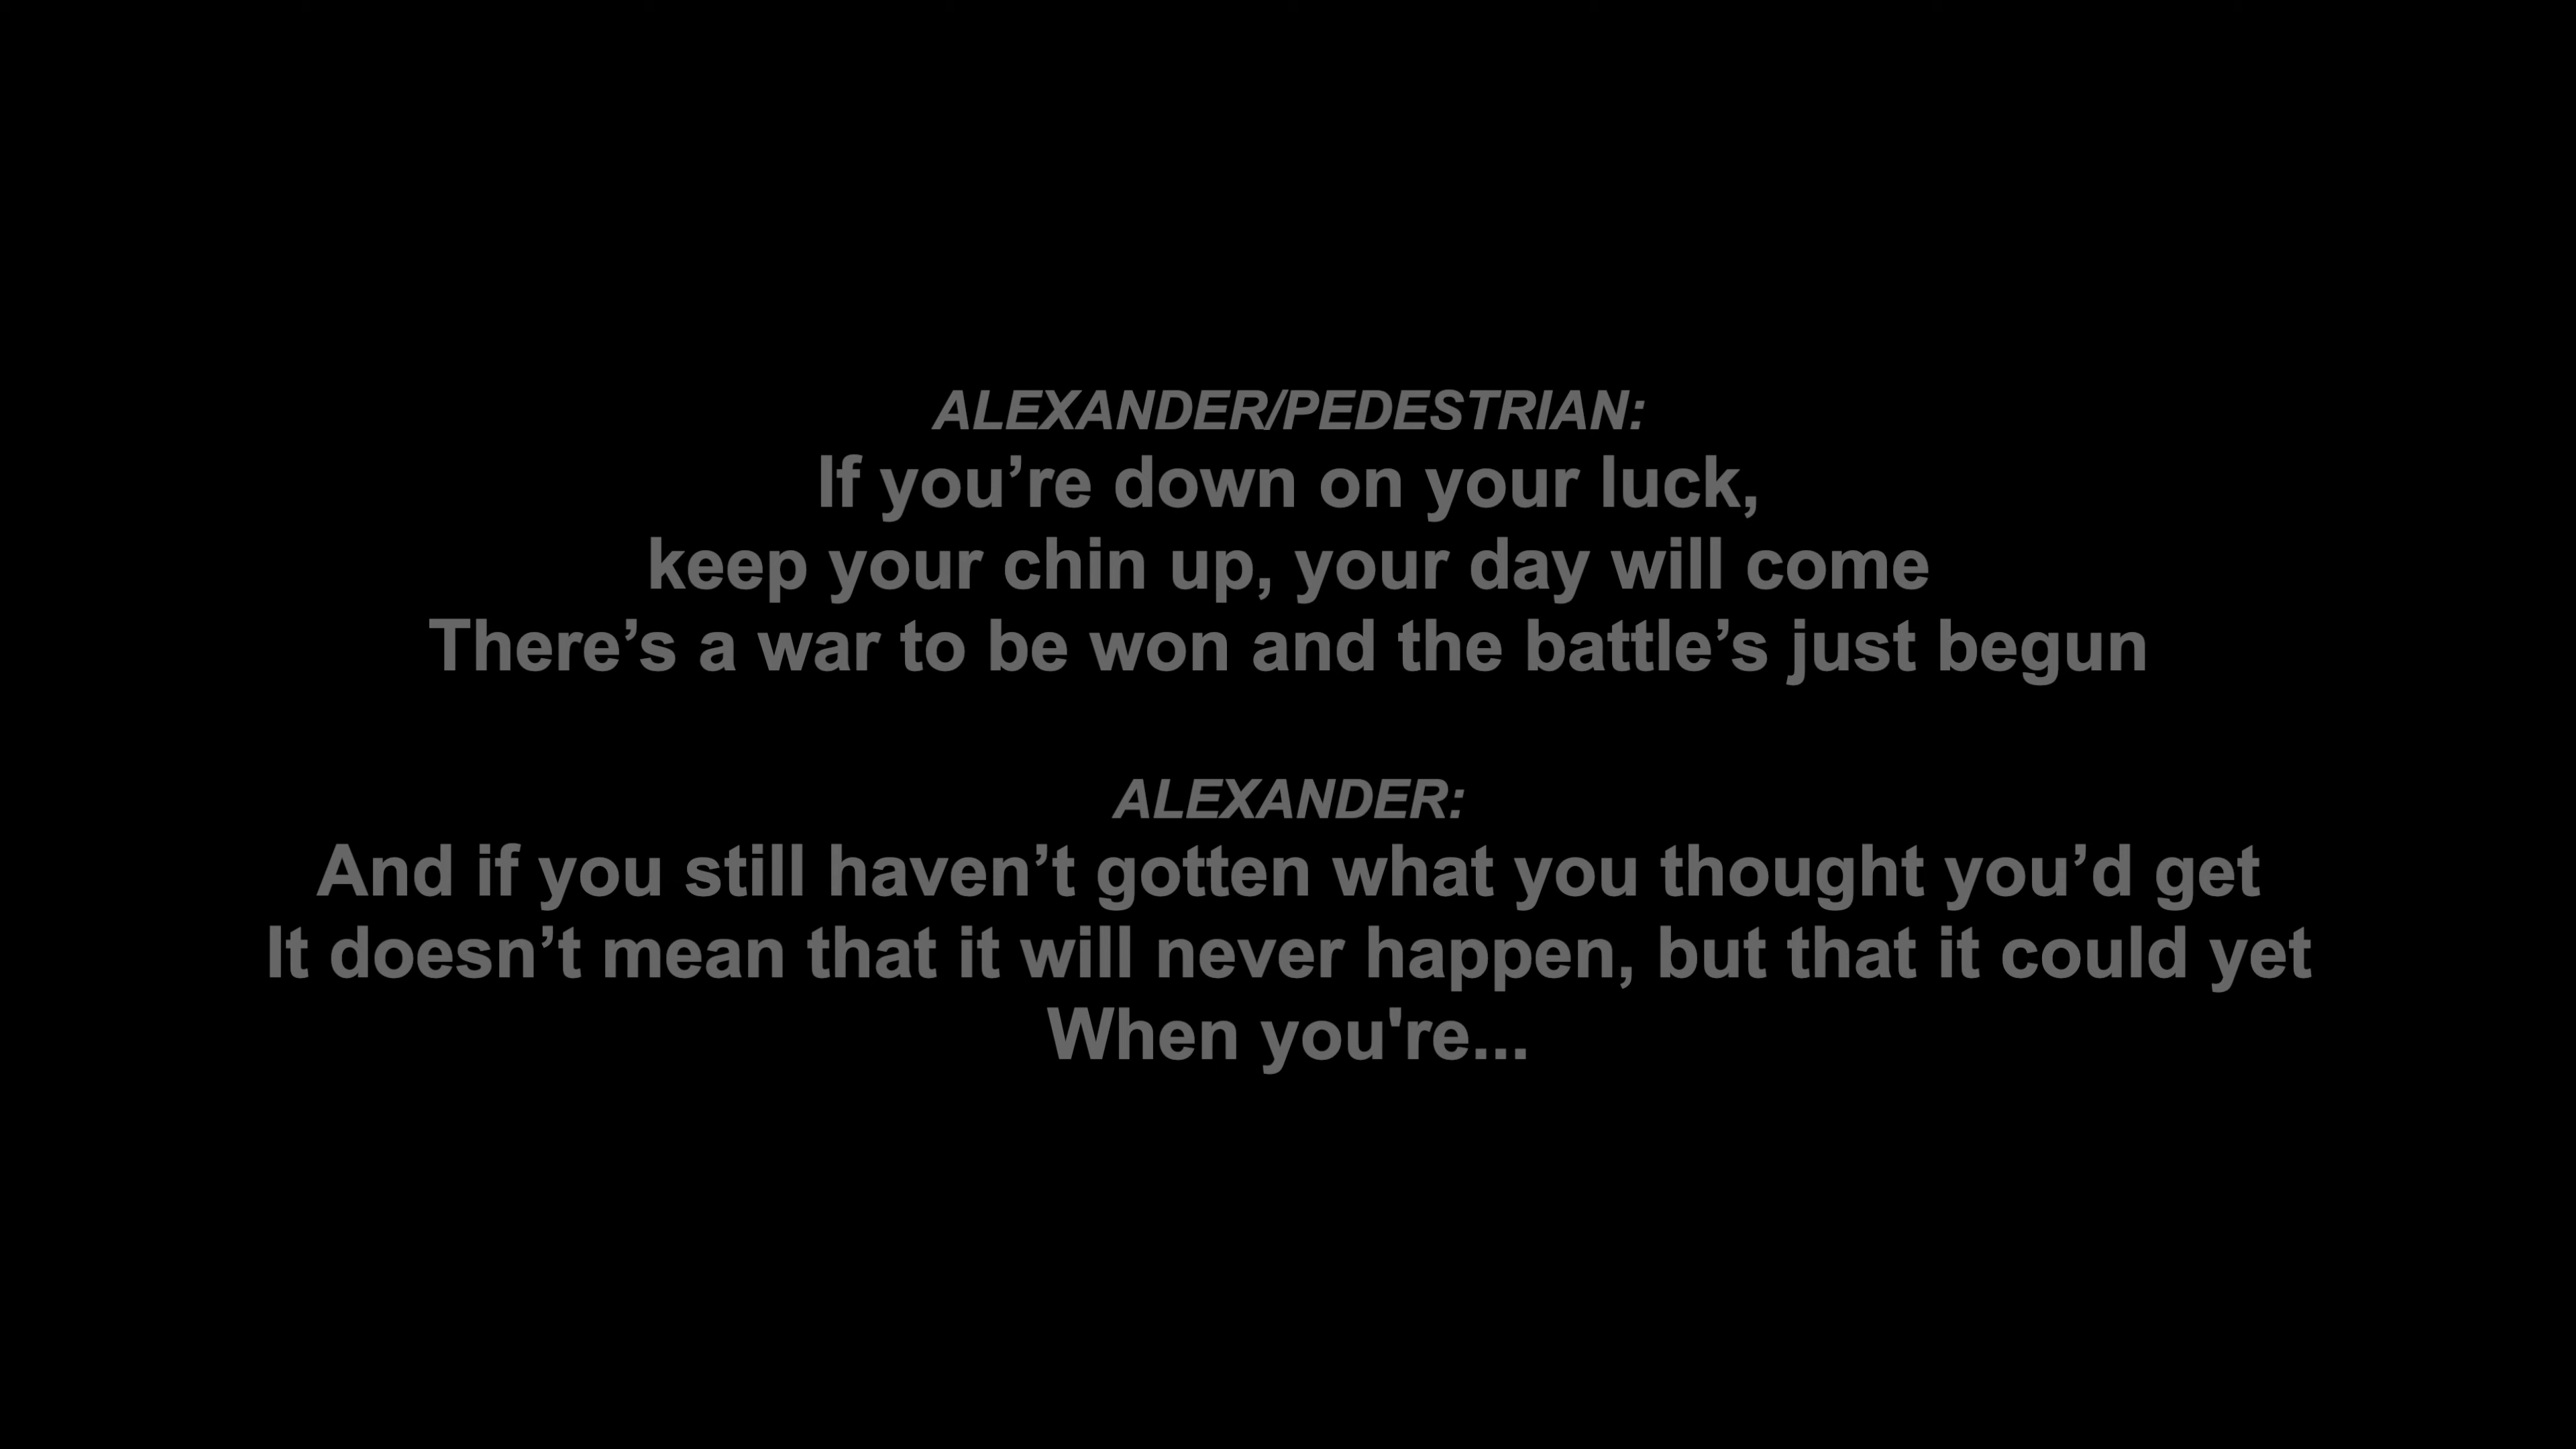 ALEXANDER/PEDESTRIAN:
If you’re down on your luck,
keep your chin up, your day will come
There’s a war to be won and the battle’s just begun
ALEXANDER:
And if you still haven’t gotten what you thought you’d get
It doesn’t mean that it will never happen, but that it could yet
When you're...